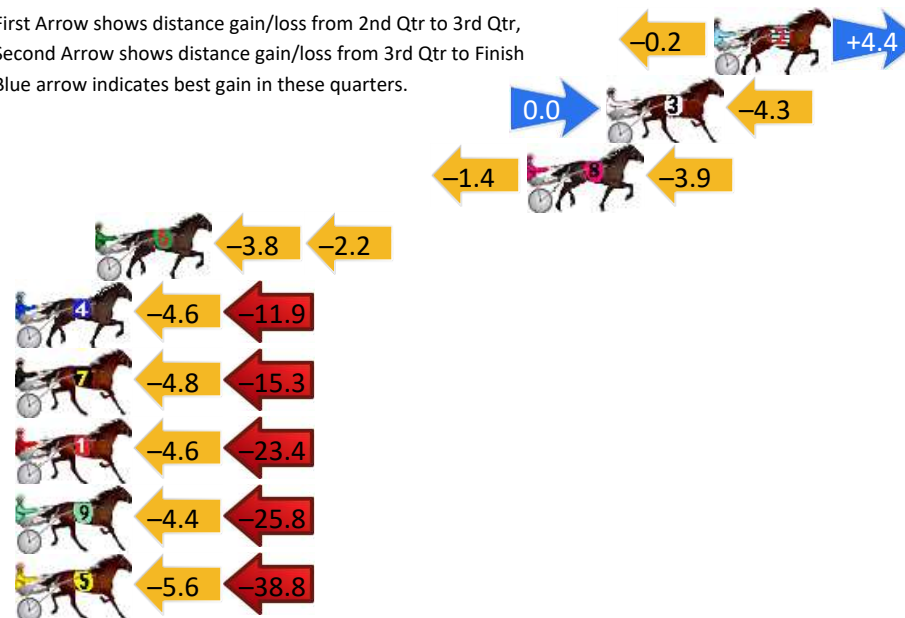 First Arrow shows distance gain/loss from 2nd Qtr to 3rd Qtr,
Second Arrow shows distance gain/loss from 3rd Qtr to Finish
Blue arrow indicates best gain in these quarters.
–0.2 2 +4.4
0.0 3 –4.3
–1.4 8 –3.9
–3.8 –2.2
4 –4.6 –11.9
7 –4.8 –15.3
1 –4.6 –23.4
9 –4.4 –25.8
5 –5.6 –38.8